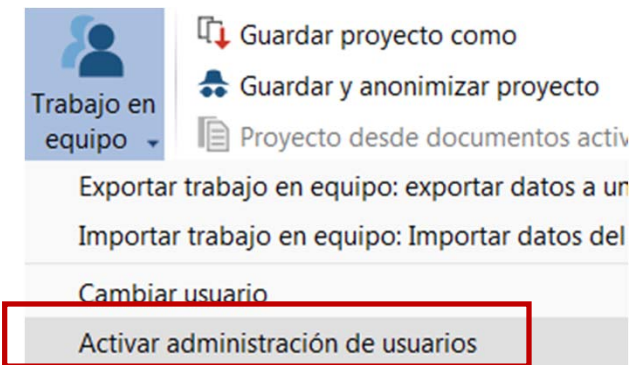 Trabajo en
equipo
Guardar proyecto como
Guardar y anonimizar proyecto
Proyecto desde documentos
Exportar trabajo en equipo: exportar datos a
Importar trabajo en equipo: Importar datos del
Cambiar usuario
Activar administración de usuarios